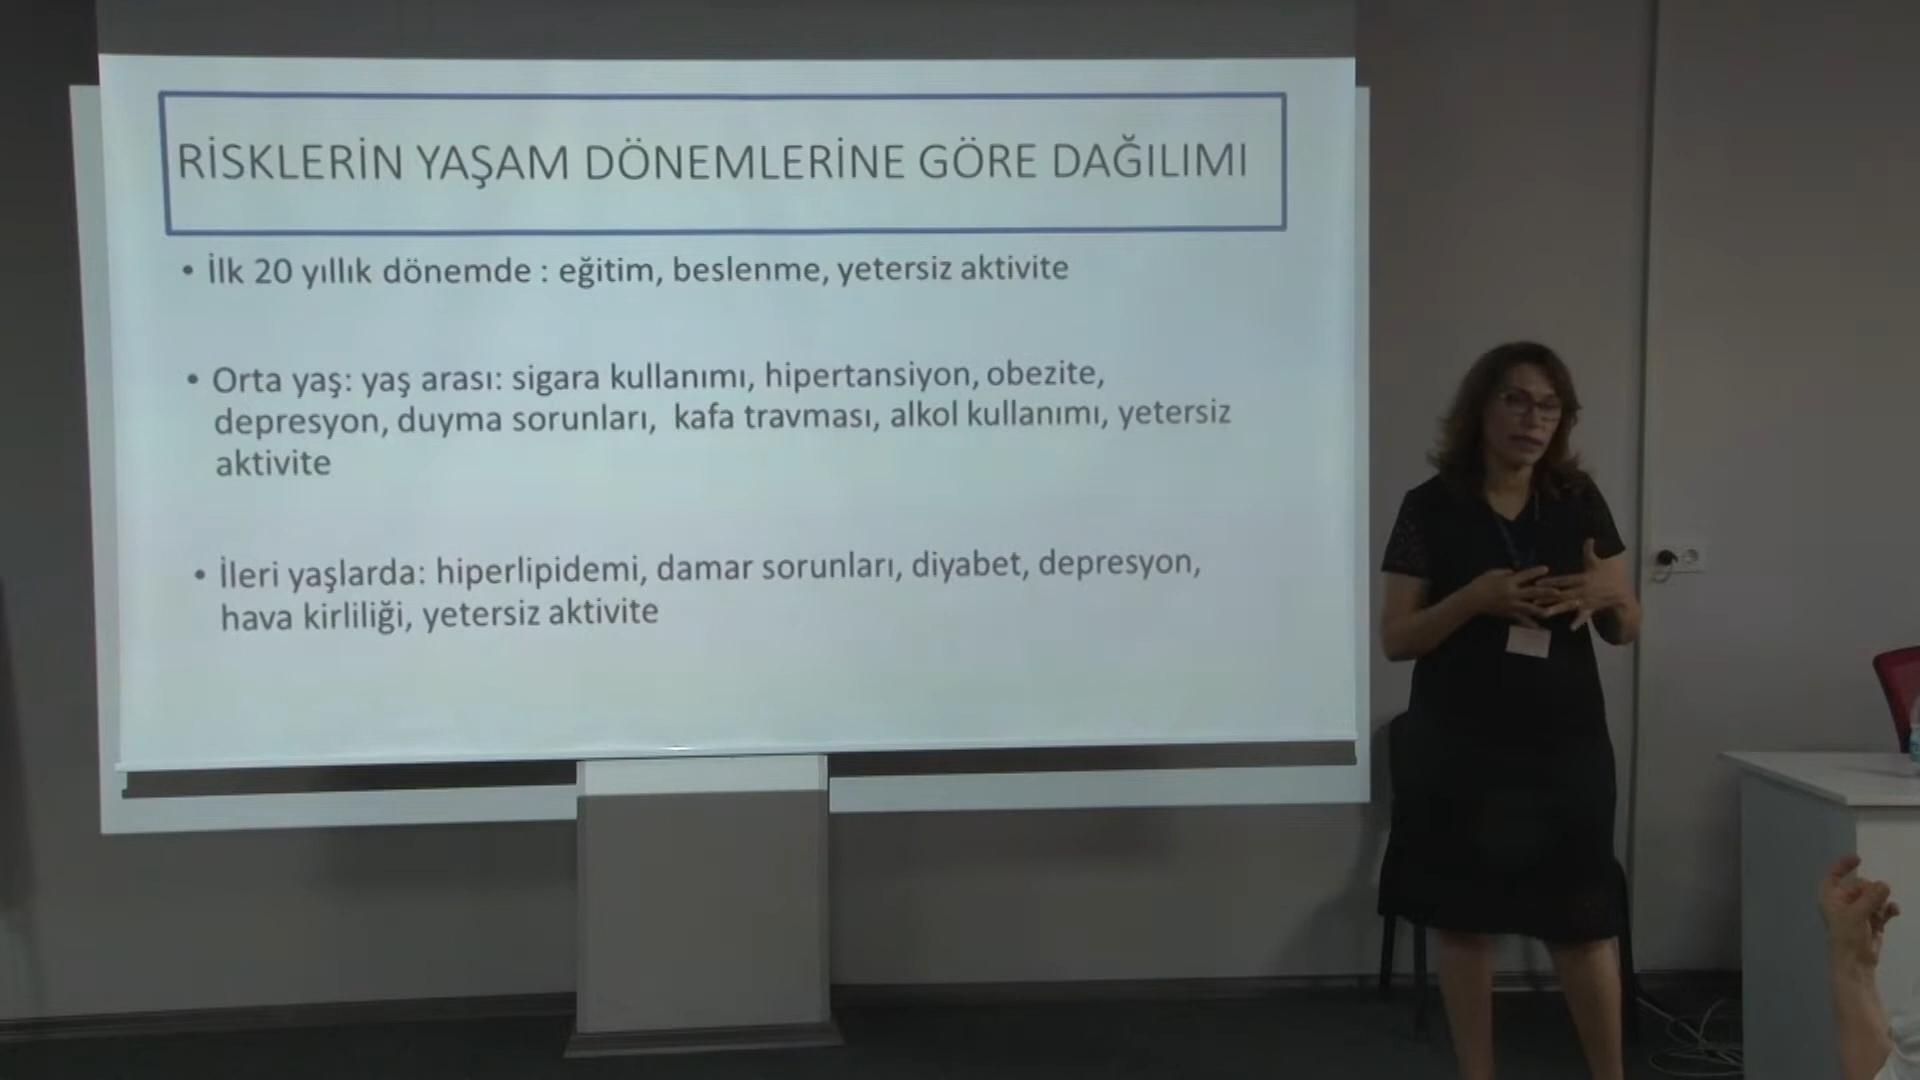 RİSKLERİN YAŞAM DÖNEMLERİNE GÖRE DAĞILIMI
• İlk 20 yıllık dönemde : eğitim, beslenme, yetersiz aktivite
• Orta yaş: yaş arası: sigara kullanımı, hipertansiyon, obezite,
depresyon, duyma sorunları, kafa travması, alkol kullanımı, yetersiz
aktivite
• İleri yaşlarda: hiperlipidemi, damar sorunları, diyabet, depresyon,
hava kirliliği, yetersiz aktivite